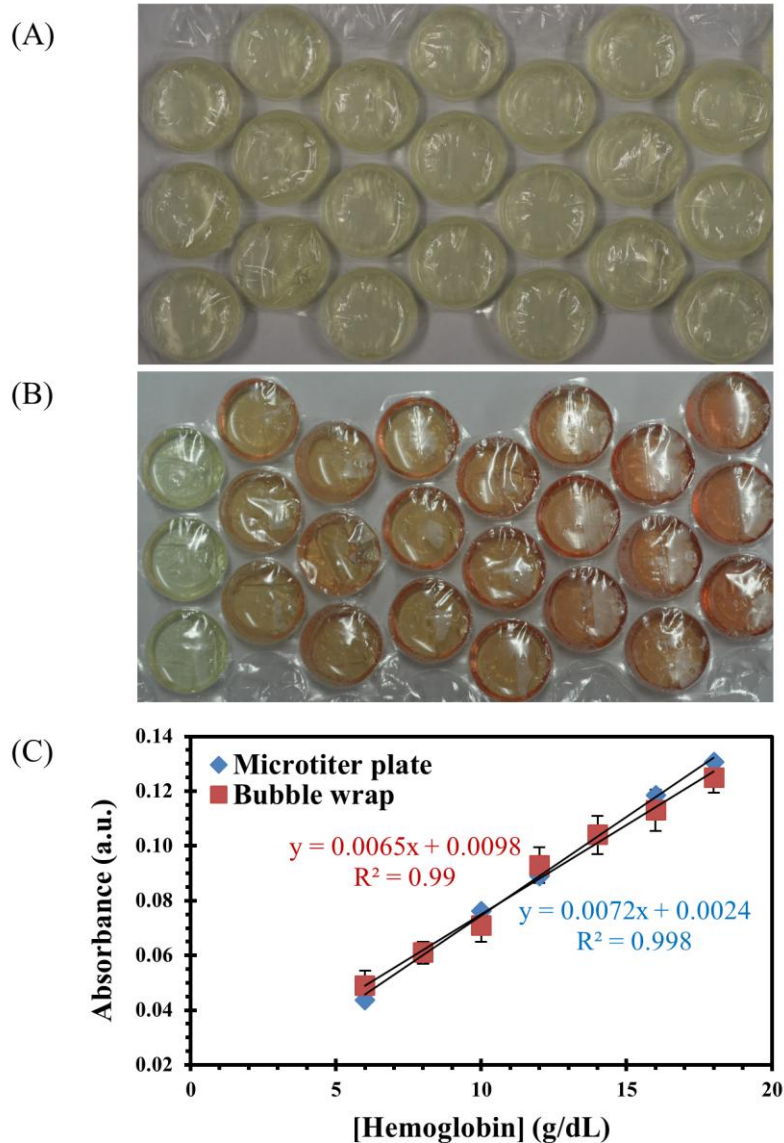 (A)
(B)
(C)
0.14
0.12
0.10
0.08
0.06
0.04
0.02
Absorbance (a.u.)
Microtiter plate
Bubble wrap
y = 0.0065x + 0.0098
R² = 0.99
y = 0.0072x + 0.0024
R² = 0.998
0 5 10 15 20
[Hemoglobin] (g/dL)